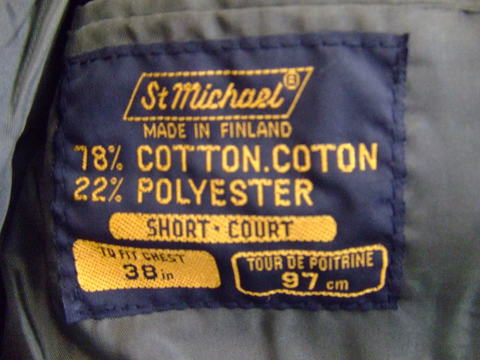 St Michael®
MADE IN FINLAND
78% COTTON.COTON
22% POLYESTER
SHORT·COURT
TO FIT CHEST
38 in
TOUR DE POITRINE
97 cm